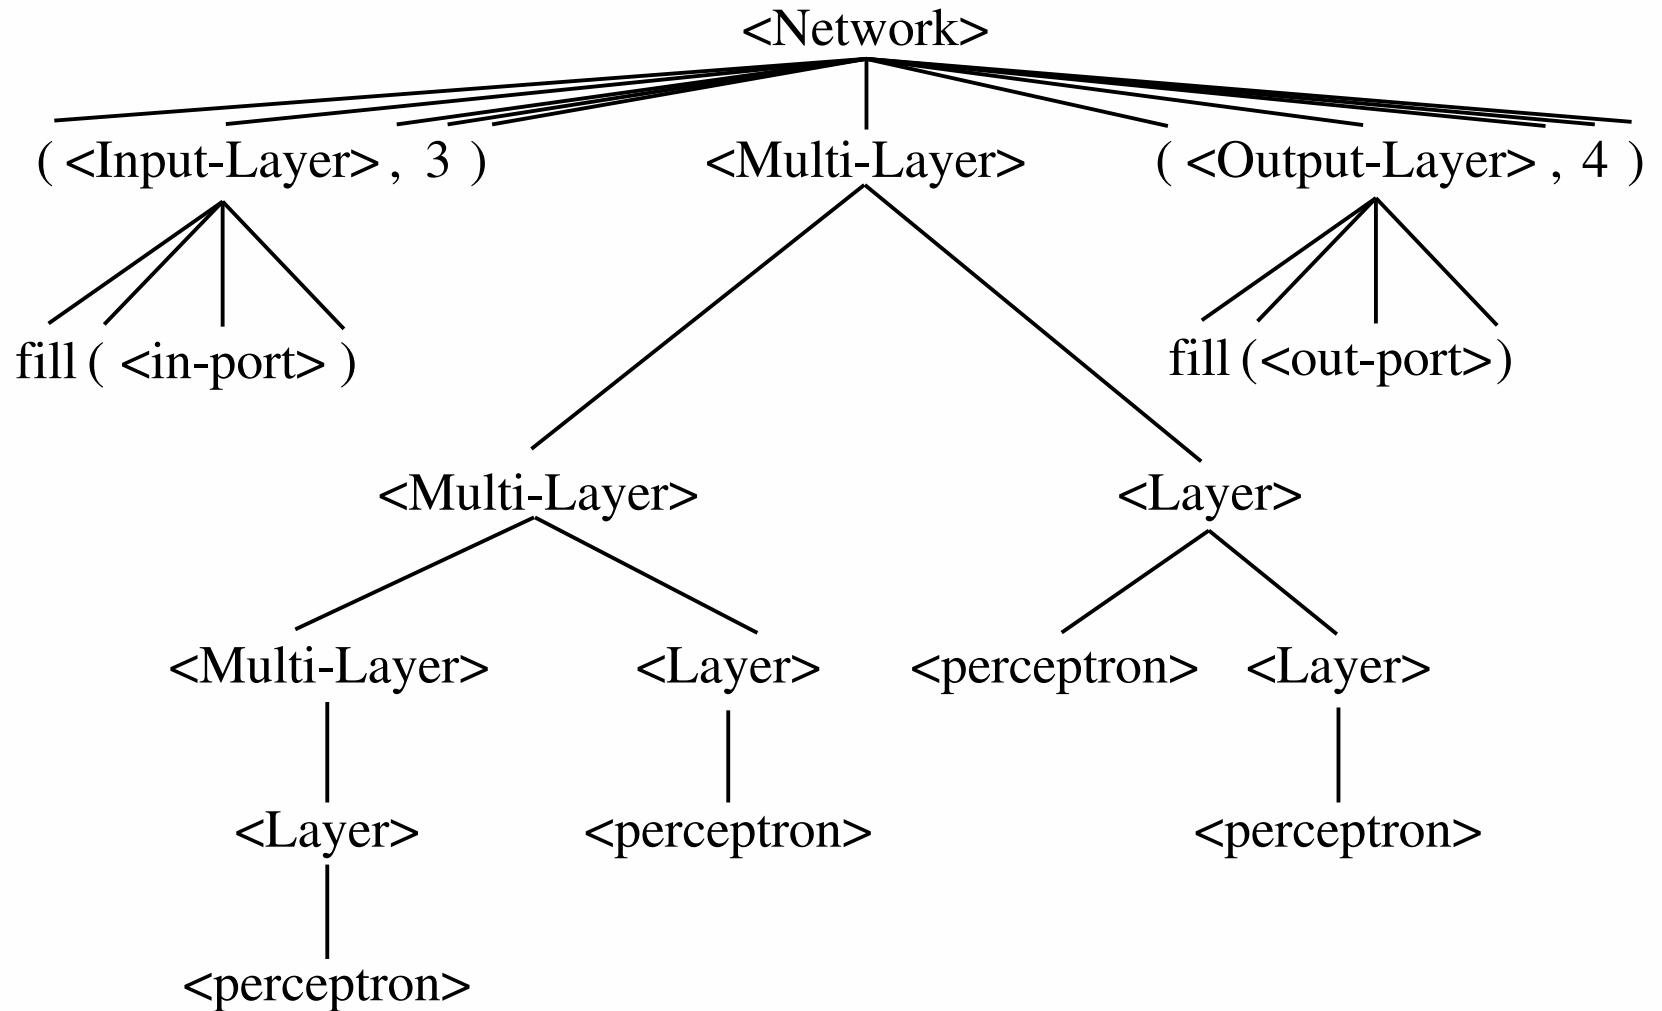 <Network>
( <Input-Layer> , 3 ) <Multi-Layer> ( <Output-Layer> , 4 )
fill ( <in-port> ) fill (<out-port>)
<Multi-Layer> <Layer>
<Multi-Layer> <Layer> <perceptron> <Layer>
<Layer> <perceptron> <perceptron>
<perceptron>